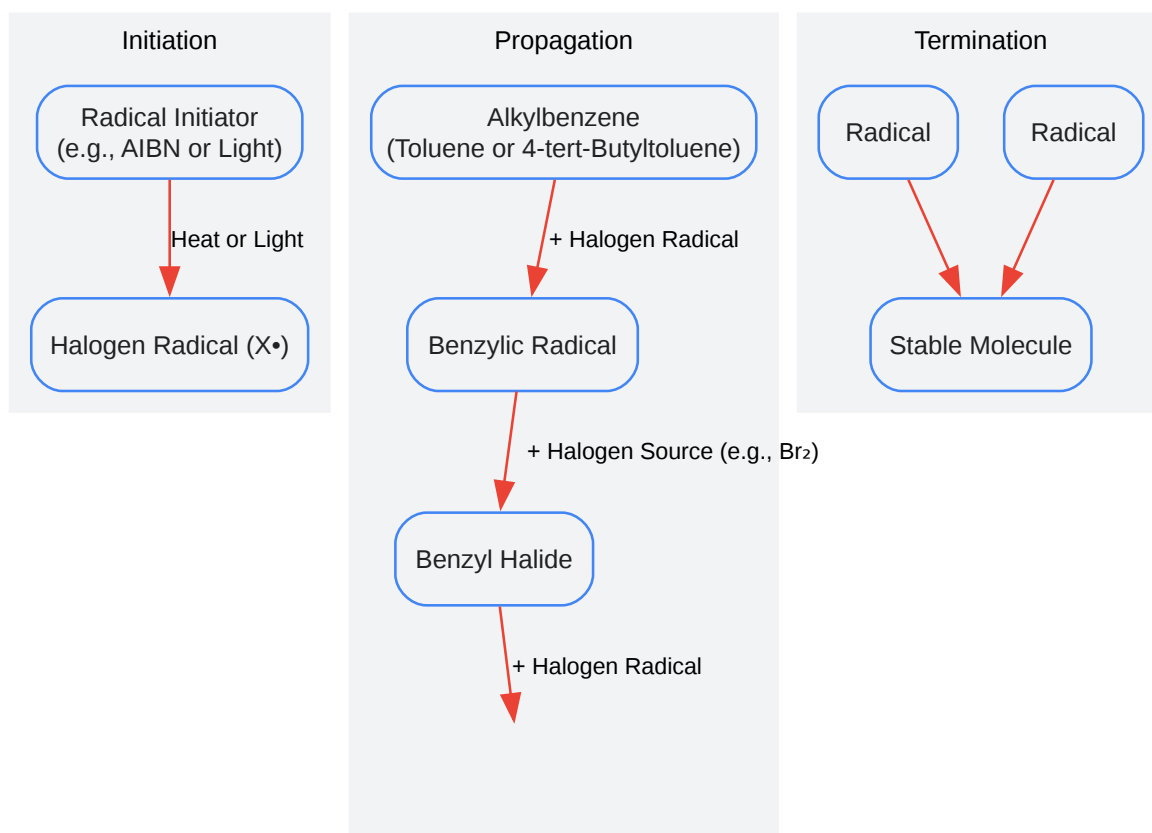 Initiation
Radical Initiator
(e.g., AIBN or Light)
Heat or Light
Halogen Radical (X•)
Propagation
Alkylbenzene
(Toluene or 4-tert-Butyltoluene)
+ Halogen Radical
Benzylic Radical
+ Halogen Source (e.g., Br₂)
Benzyl Halide
+ Halogen Radical
Termination
Radical
Radical
Stable Molecule